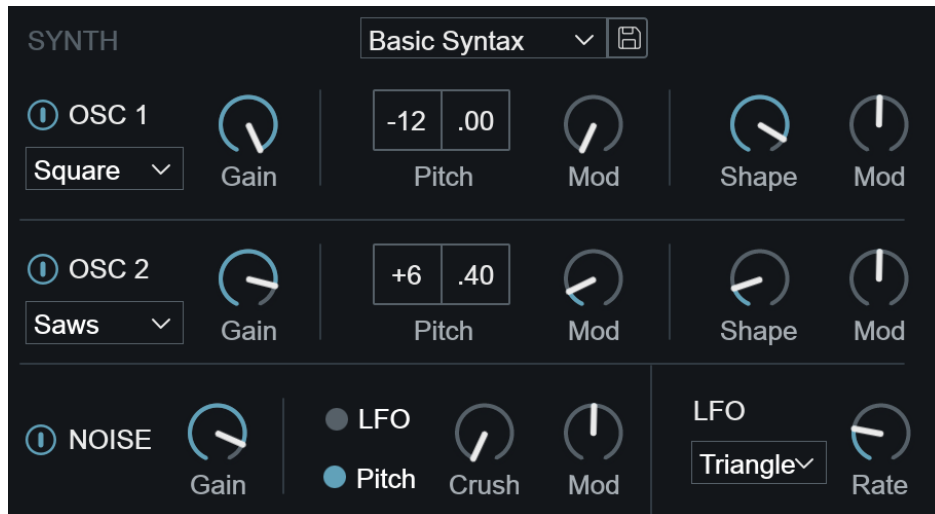 SYNTH Basic Syntax
OSC 1 -12 .00
Square Gain Pitch Mod Shape Mod
OSC 2 +6 .40
Saws Gain Pitch Mod Shape Mod
NOISE Gain
LFO
Pitch Crush Mod
LFO
Triangle Rate